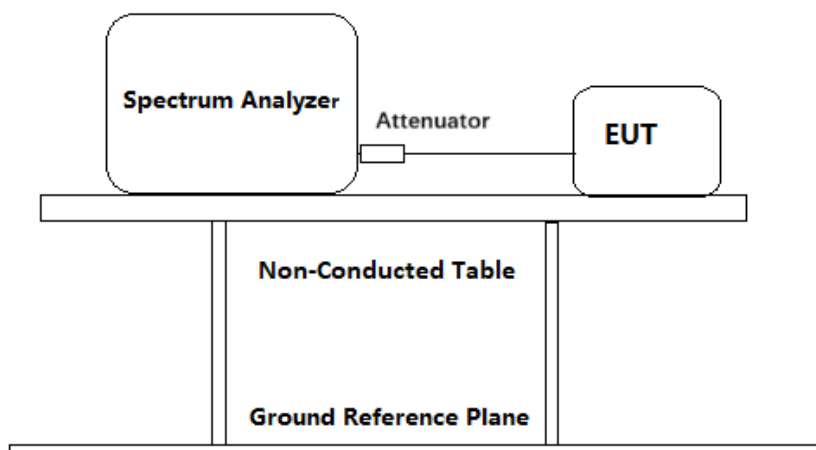 Spectrum Analyzer
Attenuator
EUT
Non-Conducted Table
Ground Reference Plane